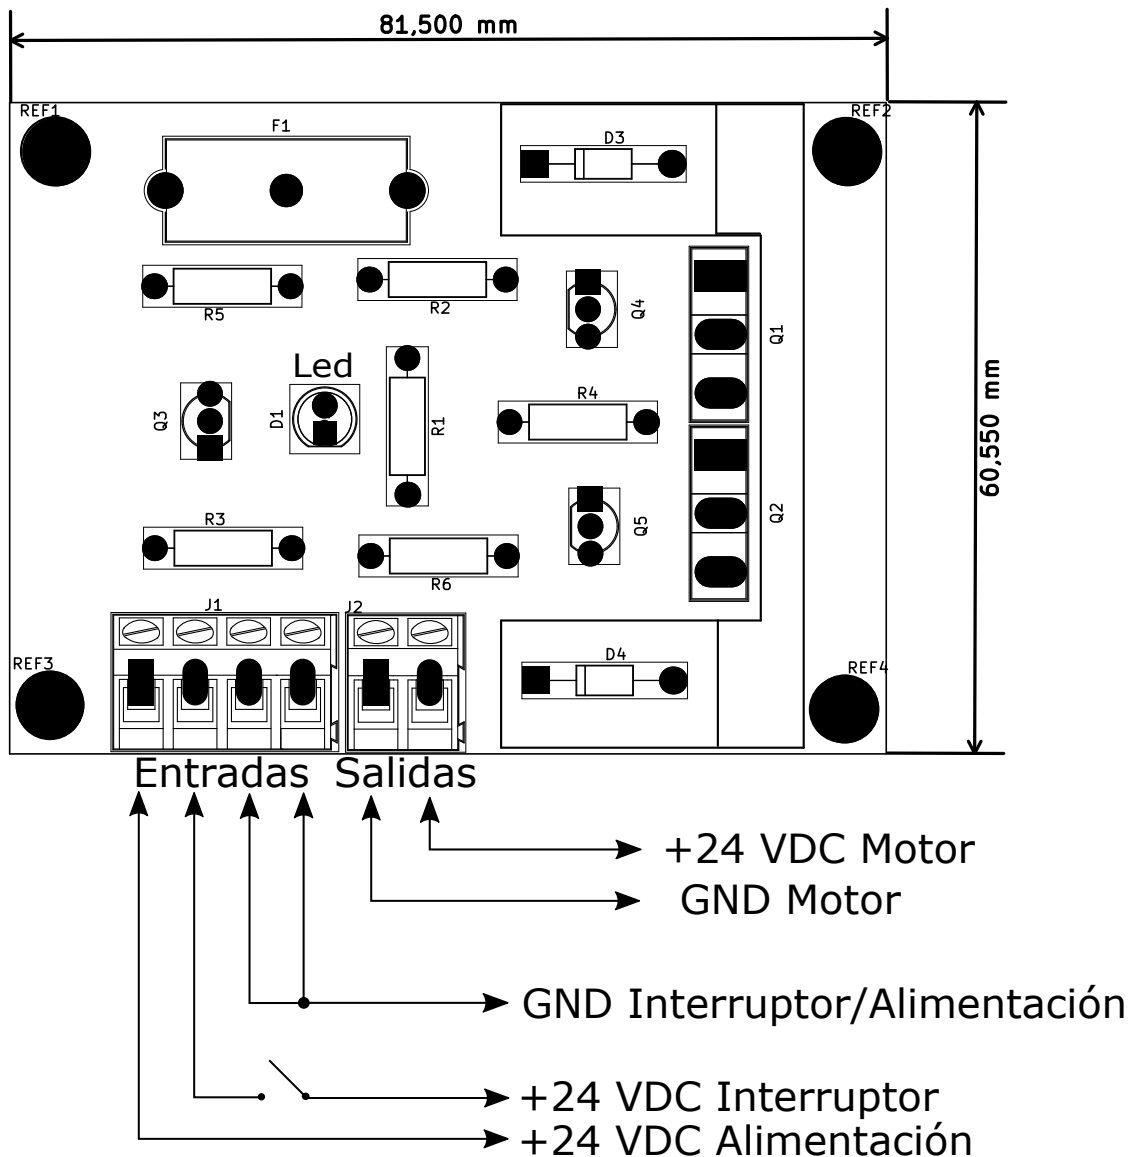 81,500 mm
REF1
REF2
F1
D3
R5
R2
Q4
Q1
Led
60,550 mm
Q3
D1
R1
R4
R3
Q5
Q2
R6
J1
J2
REF3
D4
REF4
Entradas Salidas
+24 VDC Motor
GND Motor
GND Interruptor/Alimentación
+24 VDC Interruptor
+24 VDC Alimentación